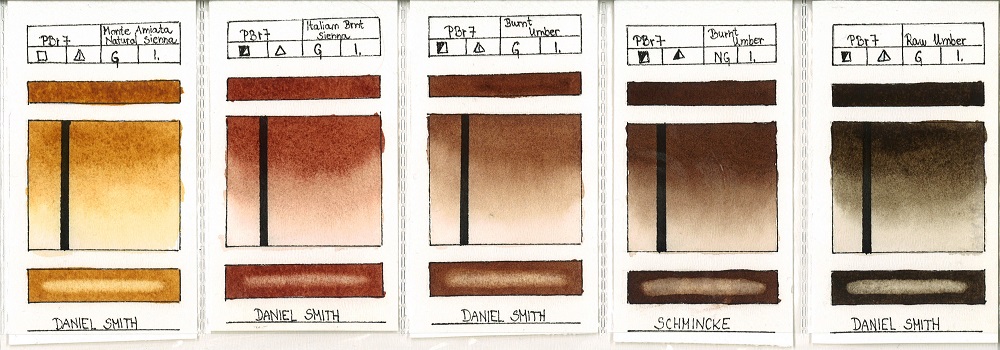 PBr7
Monte Amiata
Natural Sienna
G
1.
DANIEL SMITH
PBr7
Italian Brnt
Sienna
G
1.
DANIEL SMITH
PBr7
Burnt
Umber
G
1.
DANIEL SMITH
PBr7
Burnt
Umber
NG
1.
SCHMINCKE
PBr7
Raw Umber
G
1.
DANIEL SMITH